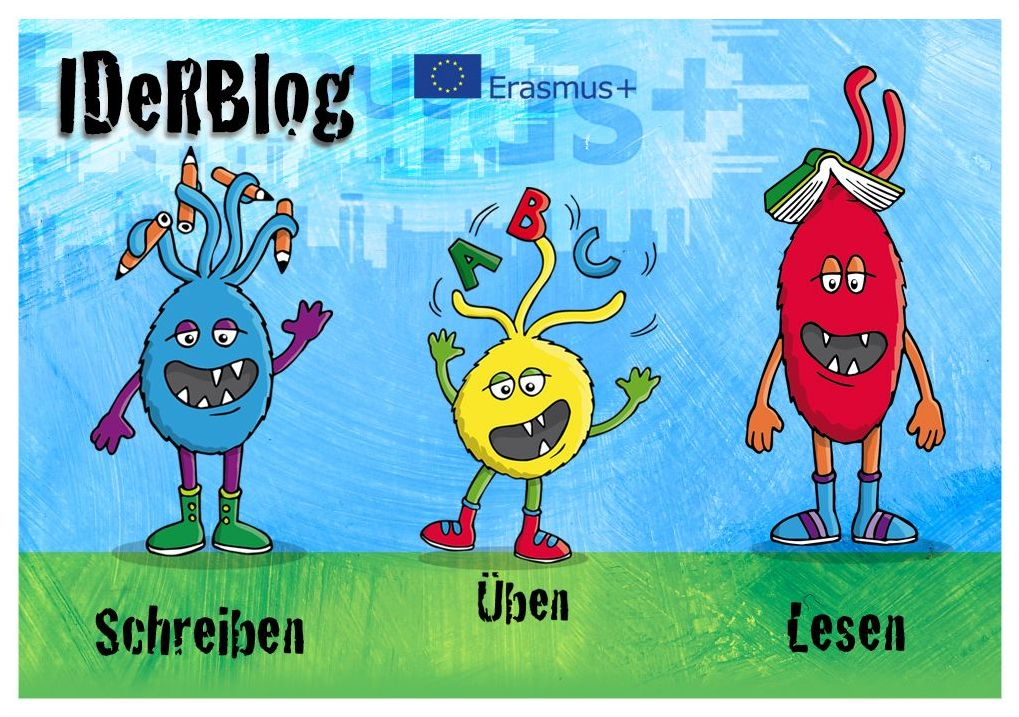 IDeRBlog
Erasmus+
A B C
Schreiben
Üben
Lesen